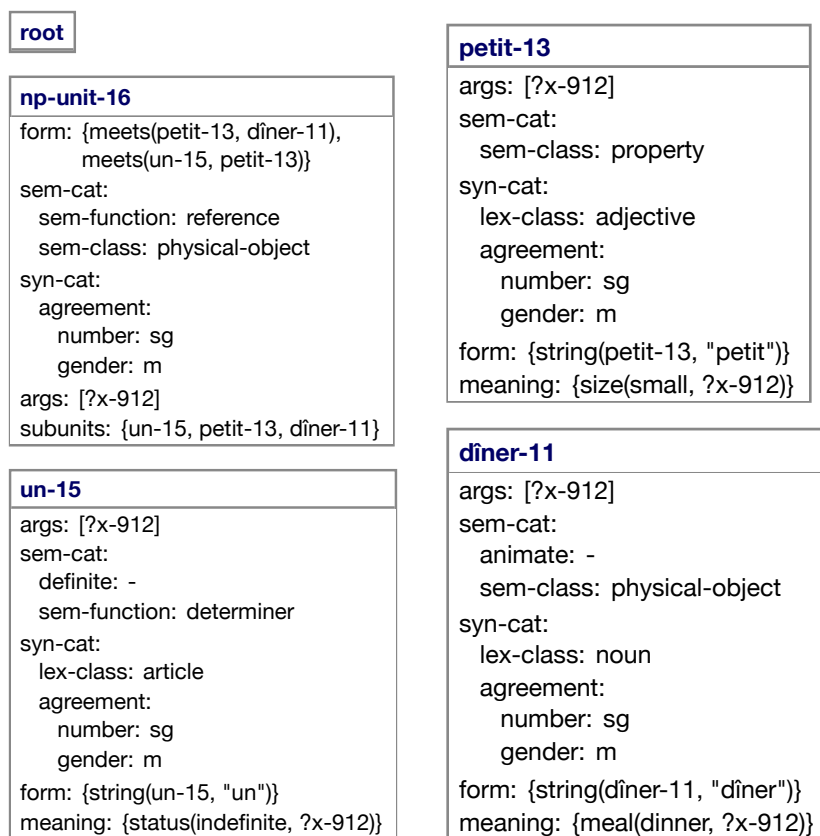 root
np-unit-16
form: {meets(petit-13, dîner-11),
meets(un-15, petit-13)}
sem-cat:
sem-function: reference
sem-class: physical-object
syn-cat:
agreement:
number: sg
gender: m
args: [?x-912]
subunits: {un-15, petit-13, dîner-11}
un-15
args: [?x-912]
sem-cat:
definite: -
sem-function: determiner
syn-cat:
lex-class: article
agreement:
number: sg
gender: m
form: {string(un-15, "un")}
meaning: {status(indefinite, ?x-912)}
petit-13
args: [?x-912]
sem-cat:
sem-class: property
syn-cat:
lex-class: adjective
agreement:
number: sg
gender: m
form: {string(petit-13, "petit")}
meaning: {size(small, ?x-912)}
dîner-11
args: [?x-912]
sem-cat:
animate: -
sem-class: physical-object
syn-cat:
lex-class: noun
agreement:
number: sg
gender: m
form: {string(dîner-11, "dîner")}
meaning: {meal(dinner, ?x-912)}